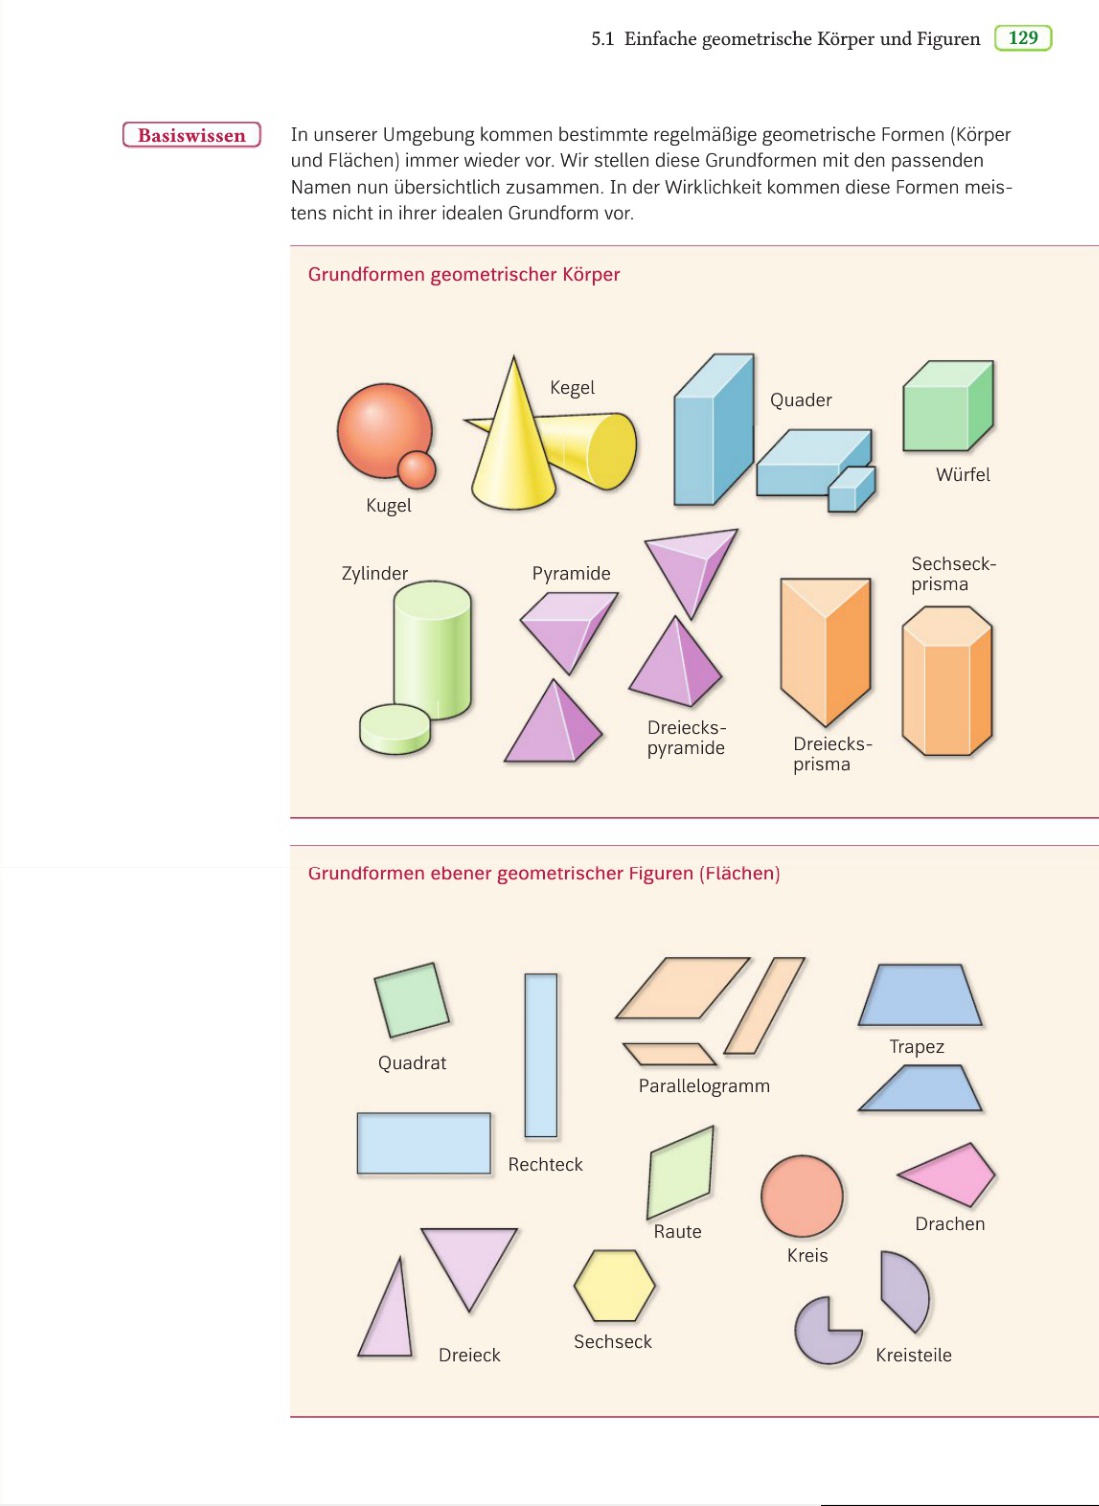 5.1 Einfache geometrische Körper und Figuren 129
Basiswissen
In unserer Umgebung kommen bestimmte regelmäßige geometrische Formen (Körper
und Flächen) immer wieder vor. Wir stellen diese Grundformen mit den passenden
Namen nun übersichtlich zusammen. In der Wirklichkeit kommen diese Formen meis-
tens nicht in ihrer idealen Grundform vor.
Grundformen geometrischer Körper
Kegel
Quader
Würfel
Kugel
Zylinder
Pyramide
Sechseck-
prisma
Dreiecks-
pyramide
Dreiecks-
prisma
Grundformen ebener geometrischer Figuren (Flächen)
Quadrat
Trapez
Parallelogramm
Rechteck
Raute
Drachen
Kreis
Sechseck
Dreieck
Kreisteile